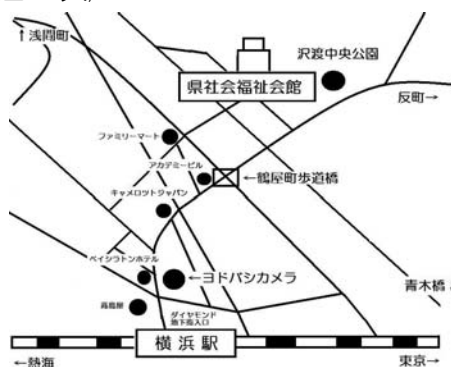 ↑浅間町
沢渡中央公園
県社会福祉会館
反町→
ファミリーマート
アカデミービル
←鶴屋町歩道橋
キャメロットジャパン
ベイシェラトンホテル
←ヨドバシカメラ
青木橋
高島屋
ダイヤモンド
地下街入口
横浜駅
←熱海
東京→